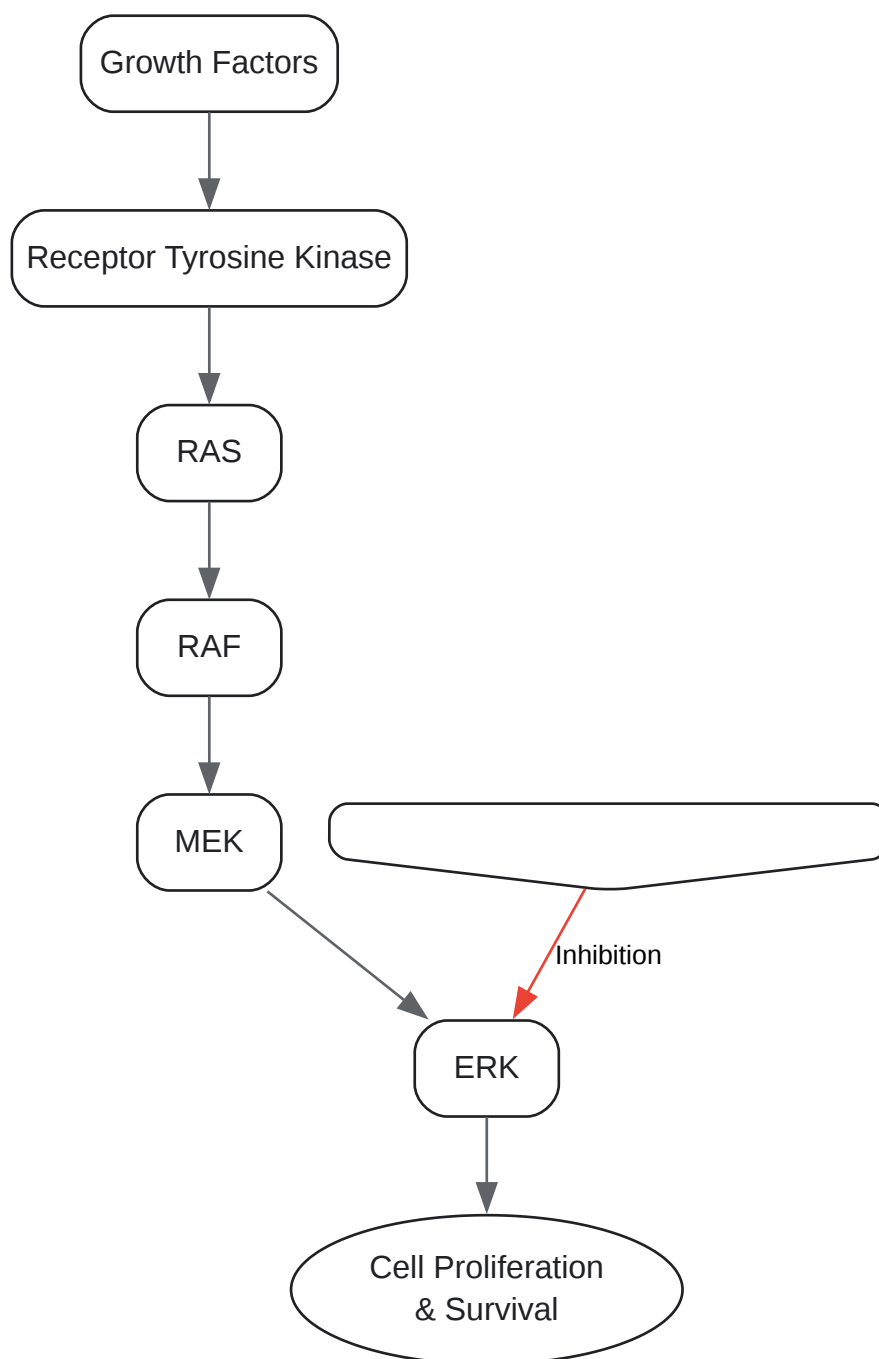 Growth Factors
Receptor Tyrosine Kinase
RAS
RAF
MEK
Inhibition
ERK
Cell Proliferation
& Survival